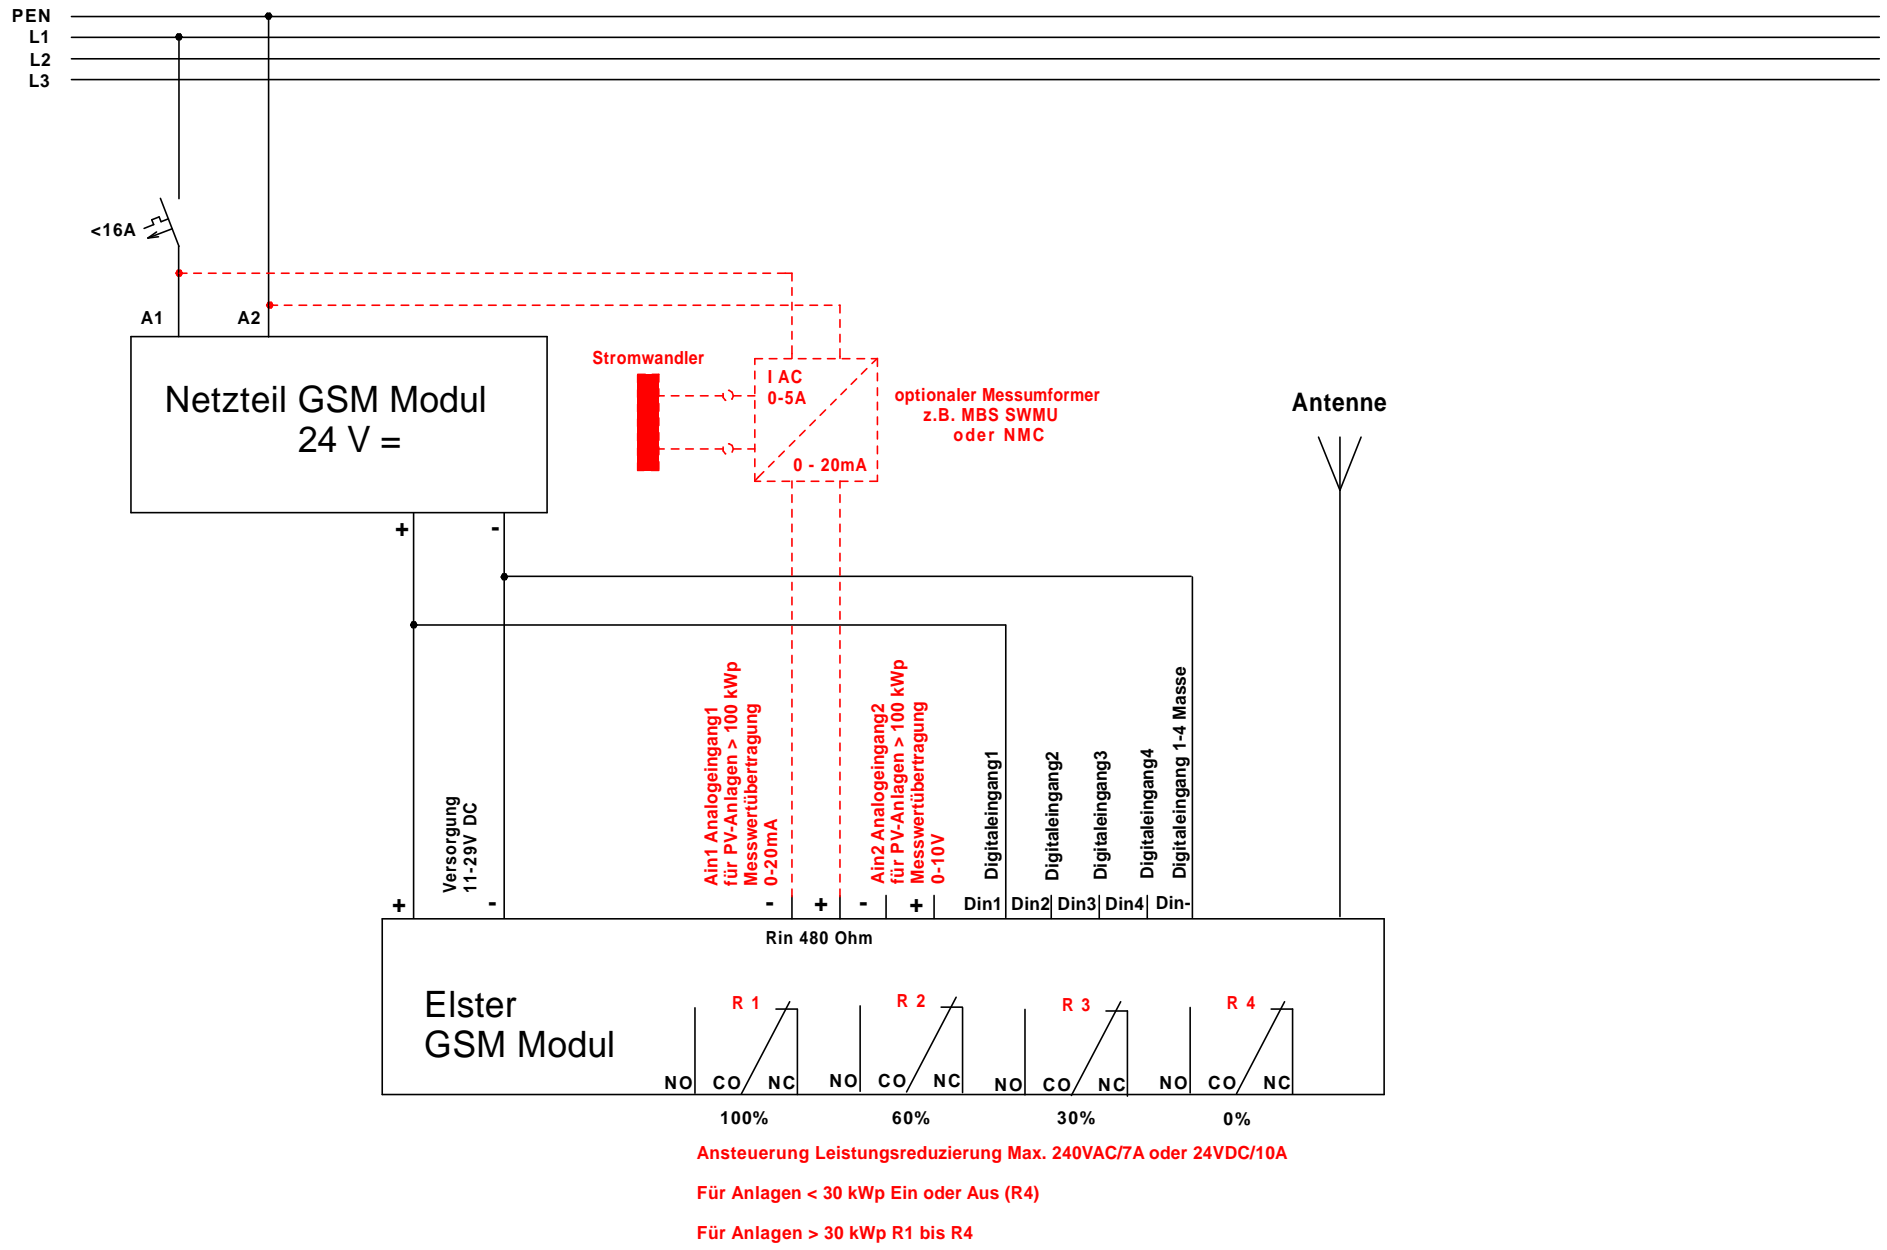 PEN
L1
L2
L3
<16A
A1
A2
Netzteil GSM Modul
24 V =
Stromwandler
I AC
0-5A
0 - 20mA
optionaler Messumformer
z.B. MBS SWMU
oder NMC
Antenne
+
-
Versorgung
11-29V DC
Ain1 Analogeingang1
für PV-Anlagen > 100 kWp
Messwertübertragung
0-20mA
Ain2 Analogeingang2
für PV-Anlagen > 100 kWp
Messwertübertragung
0-10V
Digitaleingang1
Digitaleingang2
Digitaleingang3
Digitaleingang4
Digitaleingang 1-4 Masse
+
-
-
+
-
+
Din1
Din2
Din3
Din4
Din-
Rin 480 Ohm
Elster
GSM Modul
R 1
R 2
R 3
R 4
NO
CO
NC
NO
CO
NC
NO
CO
NC
NO
CO
NC
100%
60%
30%
0%
Ansteuerung Leistungsreduzierung Max. 240VAC/7A oder 24VDC/10A
Für Anlagen < 30 kWp Ein oder Aus (R4)
Für Anlagen > 30 kWp R1 bis R4